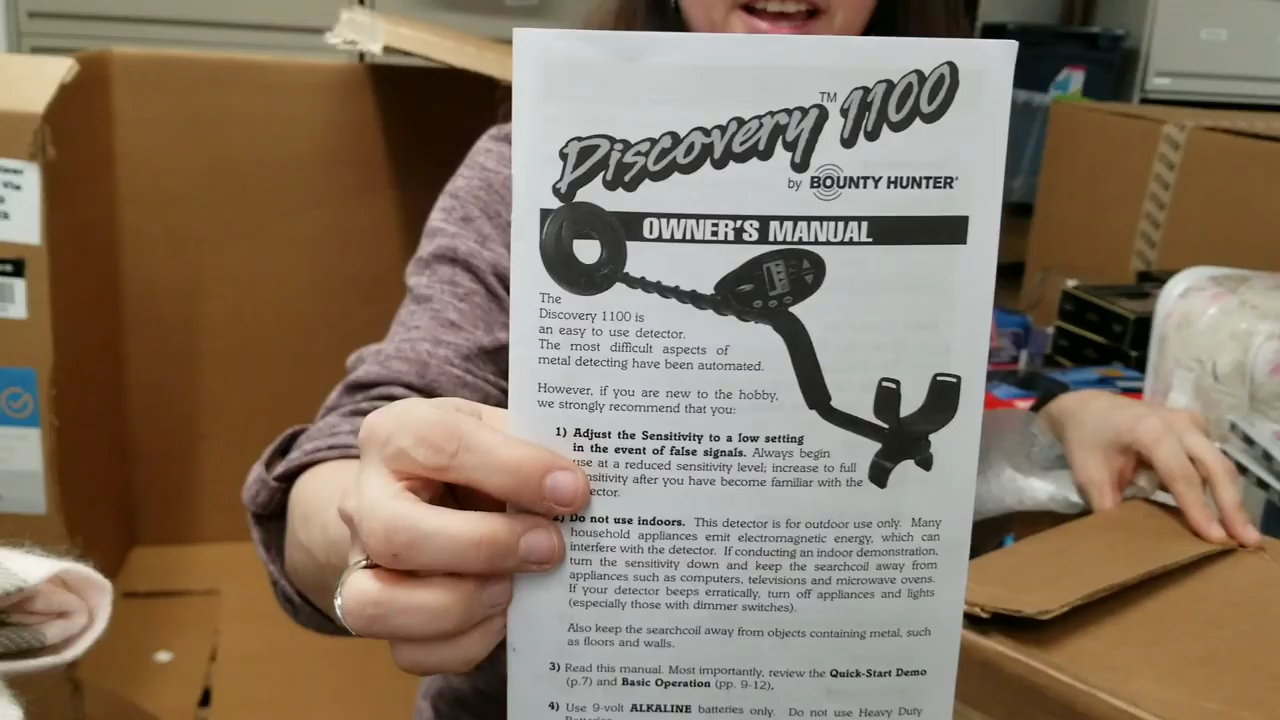 Discovery™ 1100
by BOUNTY HUNTER®
OWNER'S MANUAL
The
Discovery 1100 is
an easy to use detector.
The most difficult aspects of
metal detecting have been automated.
However, if you are new to the hobby,
we strongly recommend that you:
1) Adjust the Sensitivity to a low setting
in the event of false signals. Always begin
use at a reduced sensitivity level; increase to full
nsitivity after you have become familiar with the
ector.
2) Do not use indoors. This detector is for outdoor use only. Many
household appliances emit electromagnetic energy, which can
interfere with the detector. If conducting an indoor demonstration,
turn the sensitivity down and keep the searchcoil away from
appliances such as computers, televisions and microwave ovens.
If your detector beeps erratically, turn off appliances and lights
(especially those with dimmer switches).
Also keep the searchcoil away from objects containing metal, such
as floors and walls.
3) Read this manual. Most importantly, review the Quick-Start Demo
(p.7) and Basic Operation (pp. 9-12).
4) Use 9-volt ALKALINE batteries only. Do not use Heavy Duty